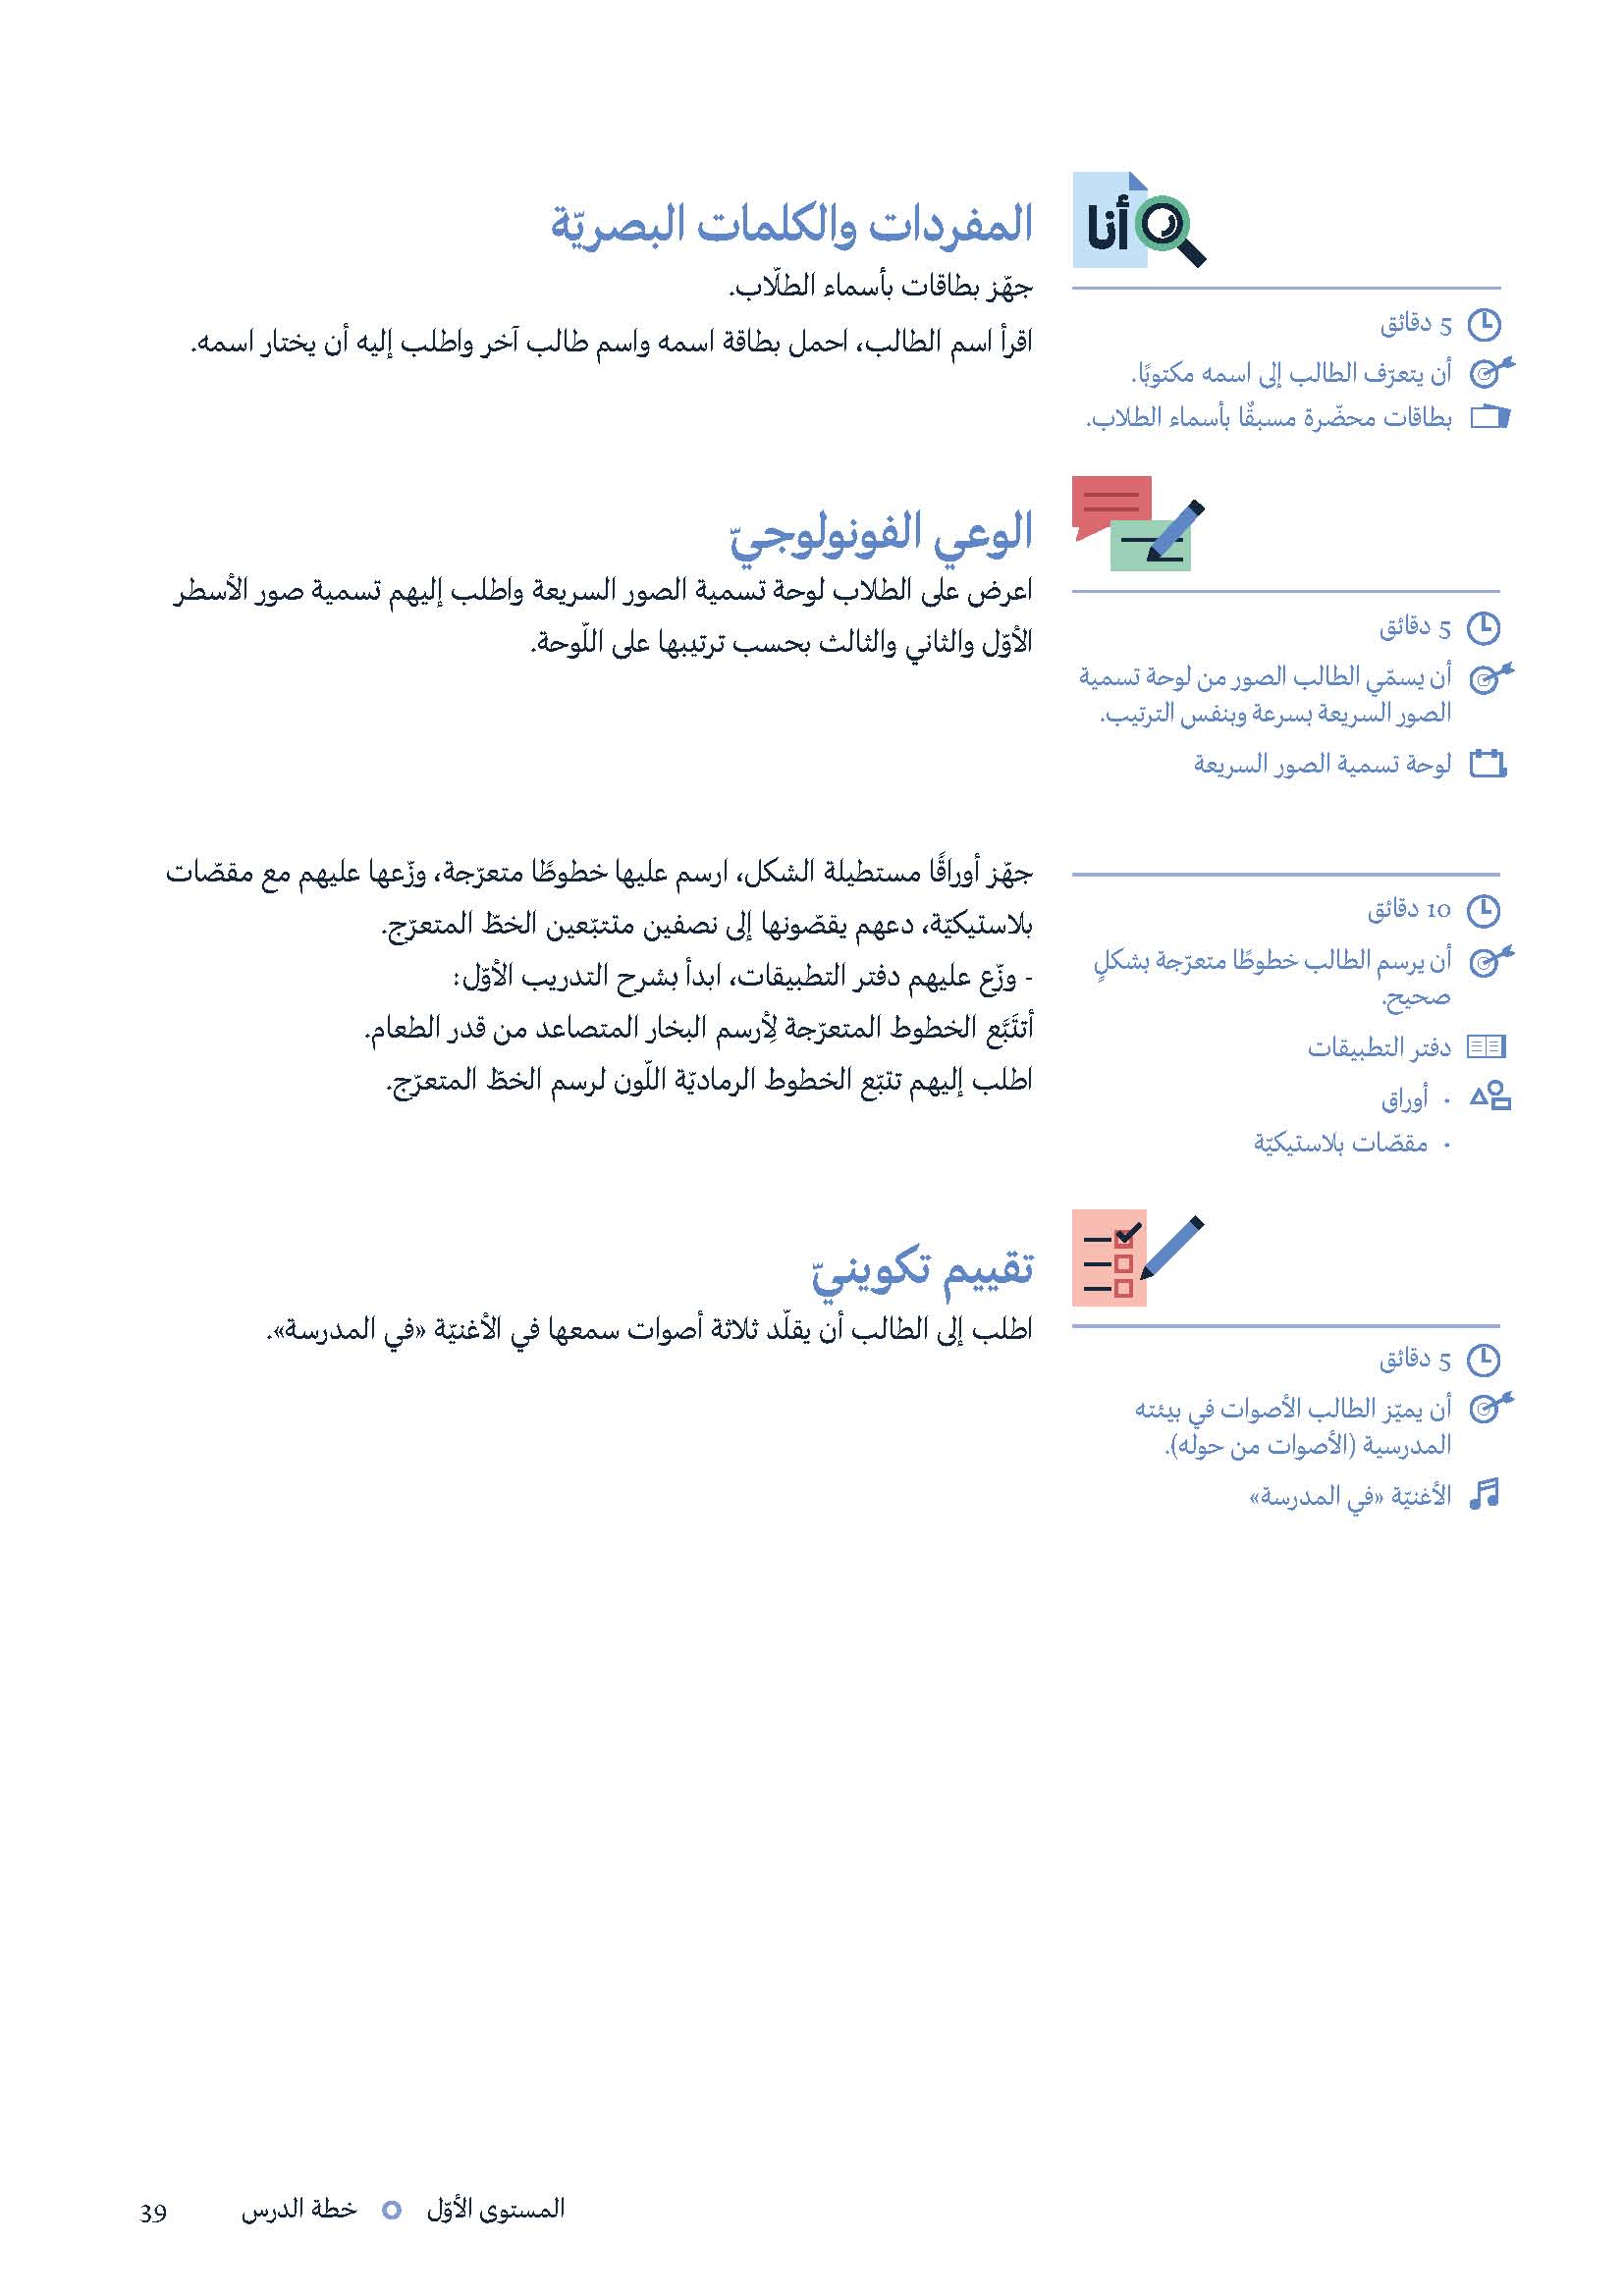 أنا
المفردات والكلمات البصريّة
جهّز بطاقات بأسماء الطلّاب.
اقرأ اسم الطالب، احمل بطاقة اسمه واسم طالب آخر واطلب إليه أن يختار اسمه.
5 دقائق
أن يتعرّف الطالب إلى اسمه مكتوبًا.
بطاقات محضّرة مسبقًا بأسماء الطلاب.
الوعي الفونولوجيّ
اعرض على الطلاب لوحة تسمية الصور السريعة واطلب إليهم تسمية صور الأسطر
الأوّل والثاني والثالث بحسب ترتيبها على اللّوحة.
5 دقائق
أن يسمّي الطالب الصور من لوحة تسمية
الصور السريعة بسرعة وبنفس الترتيب.
لوحة تسمية الصور السريعة
جهّز أوراقًا مستطيلة الشكل، ارسم عليها خطوطًا متعرّجة، وزّعها عليهم مع مقصّات
بلاستيكيّة، دعهم يقصّونها إلى نصفين متتبّعين الخطّ المتعرّج.
- وزّع عليهم دفتر التطبيقات، ابدأ بشرح التدريب الأوّل:
أتتَبَّع الخطوط المتعرّجة لِأرسم البخار المتصاعد من قدر الطعام.
اطلب إليهم تتبّع الخطوط الرماديّة اللّون لرسم الخطّ المتعرّج.
10 دقائق
أن يرسم الطالب خطوطًا متعرّجة بشكلٍ
صحيح.
دفتر التطبيقات
• أوراق
• مقصّات بلاستيكيّة
تقييم تكوينيّ
اطلب إلى الطالب أن يقلّد ثلاثة أصوات سمعها في الأغنيّة «في المدرسة».
5 دقائق
أن يميّز الطالب الأصوات في بيئته
المدرسية (الأصوات من حوله).
الأغنيّة «في المدرسة»
المستوى الأوّل خطة الدرس 39